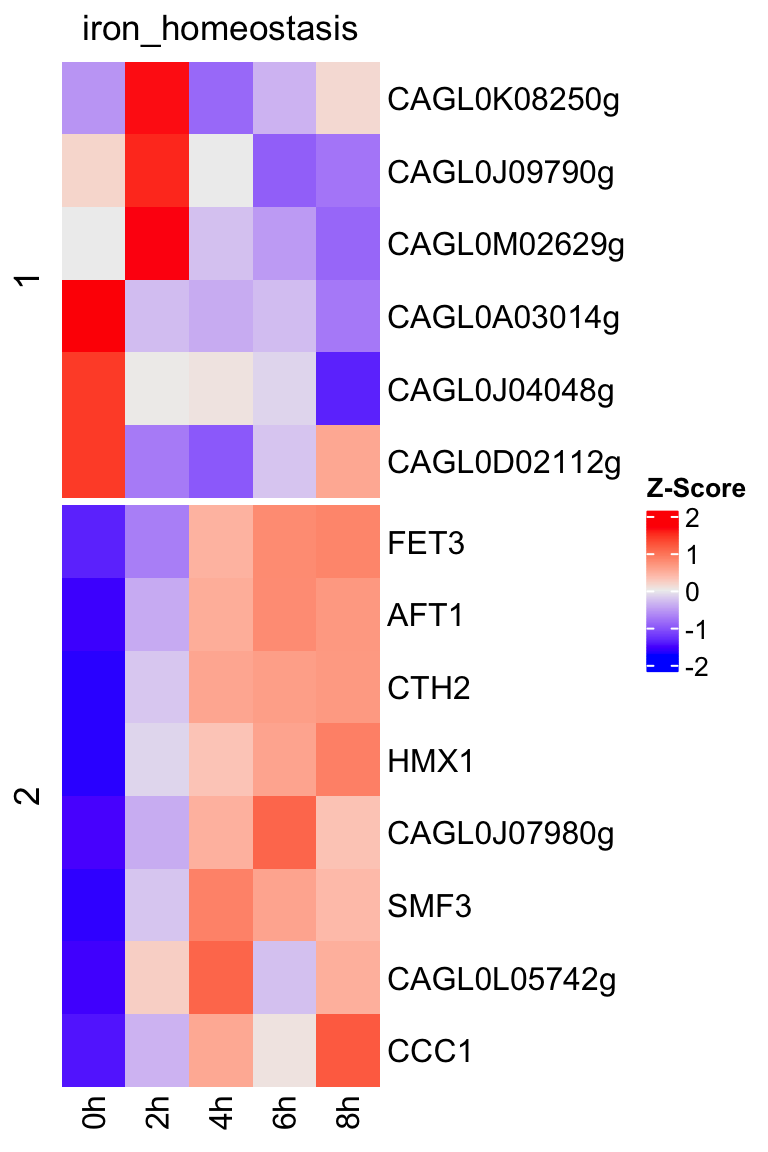 iron_homeostasis
1
CAGL0K08250g
CAGL0J09790g
CAGL0M02629g
CAGL0A03014g
CAGL0J04048g
CAGL0D02112g
2
FET3
AFT1
CTH2
HMX1
CAGL0J07980g
SMF3
CAGL0L05742g
CCC1
0h 2h 4h 6h 8h
Z-Score
2
1
0
-1
-2